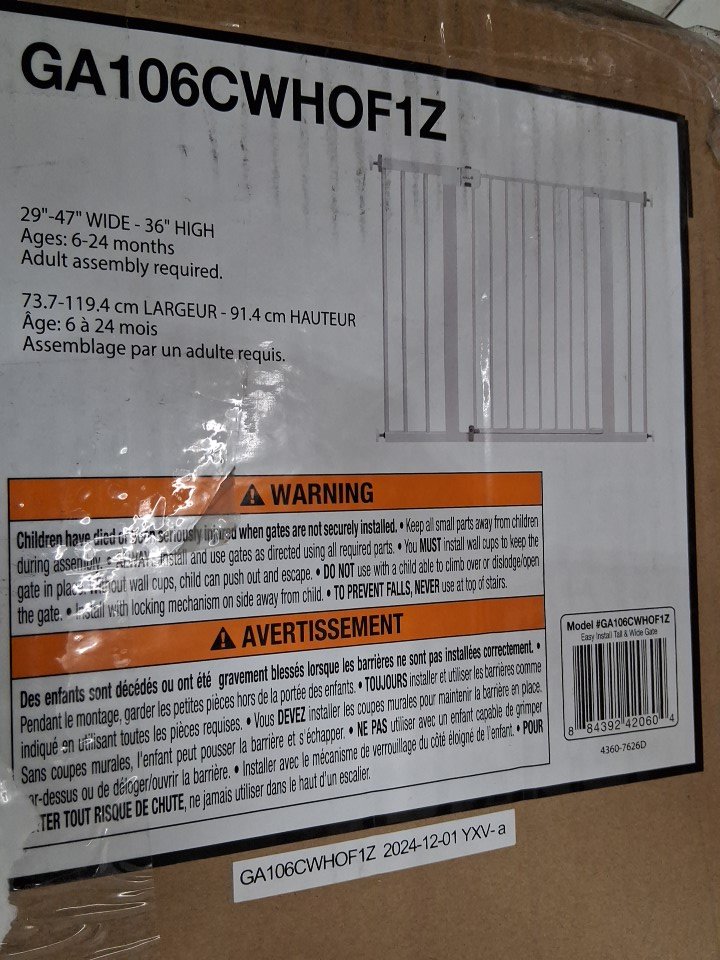 GA106CWHOF1Z
29"-47" WIDE - 36" HIGH
Ages: 6-24 months
Adult assembly required.
73.7-119.4 cm LARGEUR - 91.4 cm HAUTEUR
Âge: 6 à 24 mois
Assemblage par un adulte requis.
WARNING
Children have died or seriously injured when gates are not securely installed. • Keep all small parts away from children
during assembly. • ALWAYS install and use gates as directed using all required parts. • You MUST install wall cups to keep the
gate in place. Without wall cups, child can push out and escape. • DO NOT use with a child able to climb over or dislodge/open
the gate. • Install with locking mechanism on side away from child. • TO PREVENT FALLS, NEVER use at top of stairs.
AVERTISSEMENT
Des enfants sont décédés ou ont été gravement blessés lorsque les barrières ne sont pas installées correctement. •
Pendant le montage, garder les petites pièces hors de la portée des enfants. • TOUJOURS installer et utiliser les barrières comme
indiqué en utilisant toutes les pièces requises. • Vous DEVEZ installer les coupes murales pour maintenir la barrière en place.
Sans coupes murales, l'enfant peut pousser la barrière et s'échapper. • NE PAS utiliser avec un enfant capable de grimper
par-dessus ou de déloger/ouvrir la barrière. • Installer avec le mécanisme de verrouillage du côté éloigné de l'enfant. • POUR
ÉVITER TOUT RISQUE DE CHUTE, ne jamais utiliser dans le haut d'un escalier.
Model #GA106CWHOF1Z
Easy Install Tall & Wide Gate
8 84392 42060 4
4360-7626D
GA106CWHOF1Z 2024-12-01 YXV-a